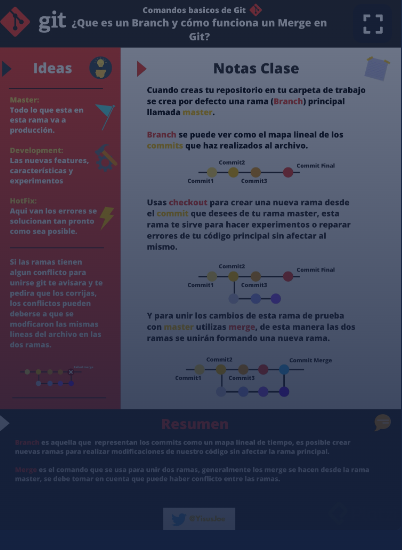 Comandos basicos de Git
git
¿Que es un Branch y cómo funciona un Merge en
Git?
Ideas
Master:
Todo lo que esta en
esta rama va a
producción.
Development:
Las nuevas features,
características y
experimentos
HotFix:
Aqui van los errores se
solucionan tan pronto
como sea posible.
Si las ramas tienen
algun conflicto para
unirse git te avisara y te
pedira que los corrijas,
los conflictos pueden
deberse a que se
modficaron las mismas
lineas del archivo en las
dos ramas.
Notas Clase
Cuando creas tu repositorio en tu carpeta de trabajo
se crea por defecto una rama (Branch) principal
llamada master.
Branch se puede ver como el mapa lineal de los
commits que haz realizados al archivo.
Commit2
Commit Final
Commit1
Commit3
Usas checkout para crear una nueva rama desde
el commit que desees de tu rama master, esta
rama te sirve para hacer experimentos o reparar
errores de tu código principal sin afectar al
mismo.
Commit2
Commit Final
Commit1
Commit3
Y para unir los cambios de esta rama de prueba
con master utilizas merge, de esta manera las dos
ramas se unirán formando una nueva rama.
Commit2
Commit Merge
Commit1
Commit3
Resumen
Branch es aquella que representan los commits como un mapa lineal de tiempo, es posible crear
nuevas ramas para realisar modificaciones de nuestro código sin afectar la rama principal.
Merge es el comando que se usa para unir dos ramas, generalmente los merge se hacen desde la rama
master, se debe tomar en cuenta que puede haber conflicto entre las ramas.